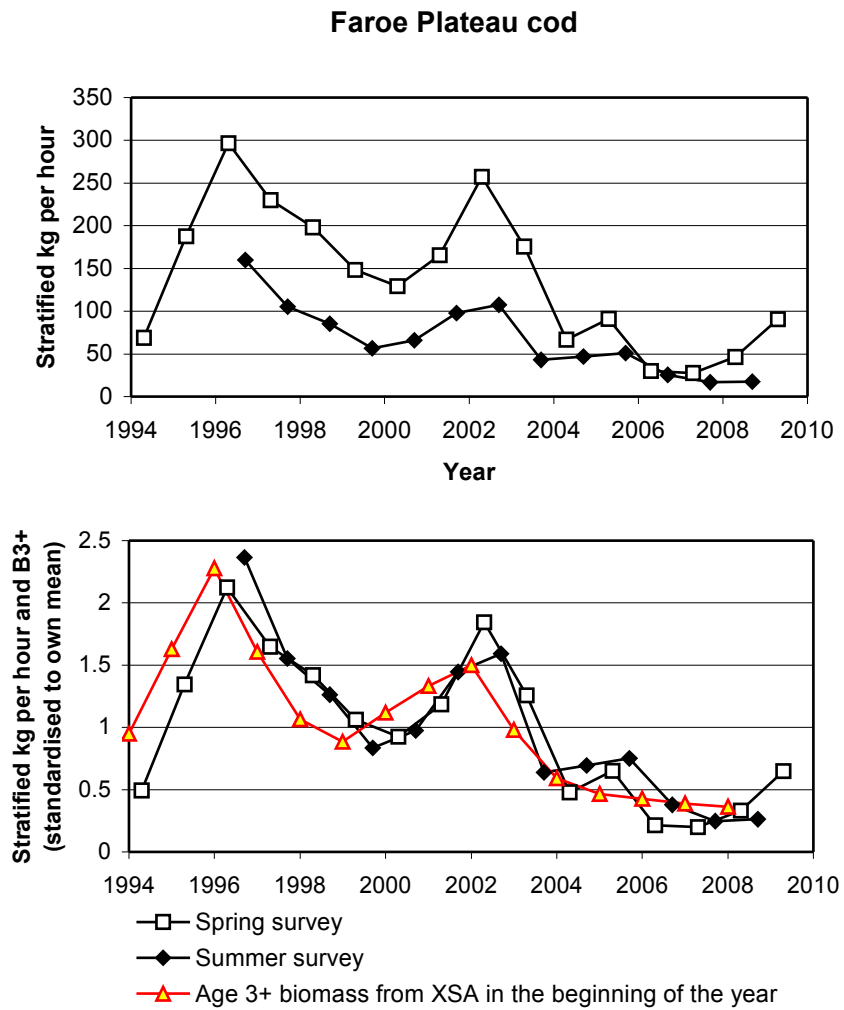 Faroe Plateau cod
Stratified kg per hour
350
300
250
200
150
100
50
0
1994 1996 1998 2000 2002 2004 2006 2008 2010
Year
Stratified kg per hour and B3+
(standardised to own mean)
2.5
2
1.5
1
0.5
0
1994 1996 1998 2000 2002 2004 2006 2008 2010
Spring survey
Summer survey
Age 3+ biomass from XSA in the beginning of the year